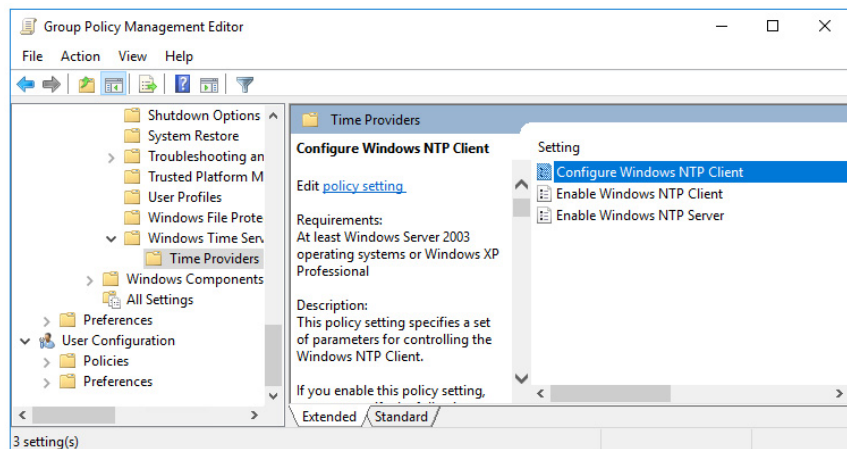 Group Policy Management Editor
File Action View Help
Shutdown Options
System Restore
Troubleshooting an
Trusted Platform M
User Profiles
Windows File Prote
Windows Time Serv
Time Providers
Windows Components
All Settings
Preferences
User Configuration
Policies
Preferences
Time Providers
Configure Windows NTP Client
Edit policy setting
Requirements:
At least Windows Server 2003
operating systems or Windows XP
Professional
Description:
This policy setting specifies a set
of parameters for controlling the
Windows NTP Client.
If you enable this policy setting,
Setting
Configure Windows NTP Client
Enable Windows NTP Client
Enable Windows NTP Server
Extended Standard
3 setting(s)